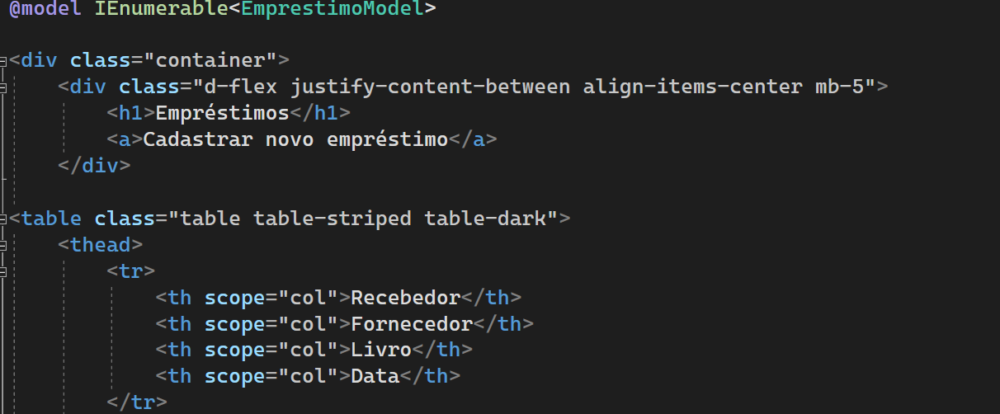 @model IEnumerable<EmprestimoModel>
<div class="container">
<div class="d-flex justify-content-between align-items-center mb-5">
<h1>Empréstimos</h1>
<a>Cadastrar novo empréstimo</a>
</div>
<table class="table table-striped table-dark">
<thead>
<tr>
<th scope="col">Recebedor</th>
<th scope="col">Fornecedor</th>
<th scope="col">Livro</th>
<th scope="col">Data</th>
</tr>